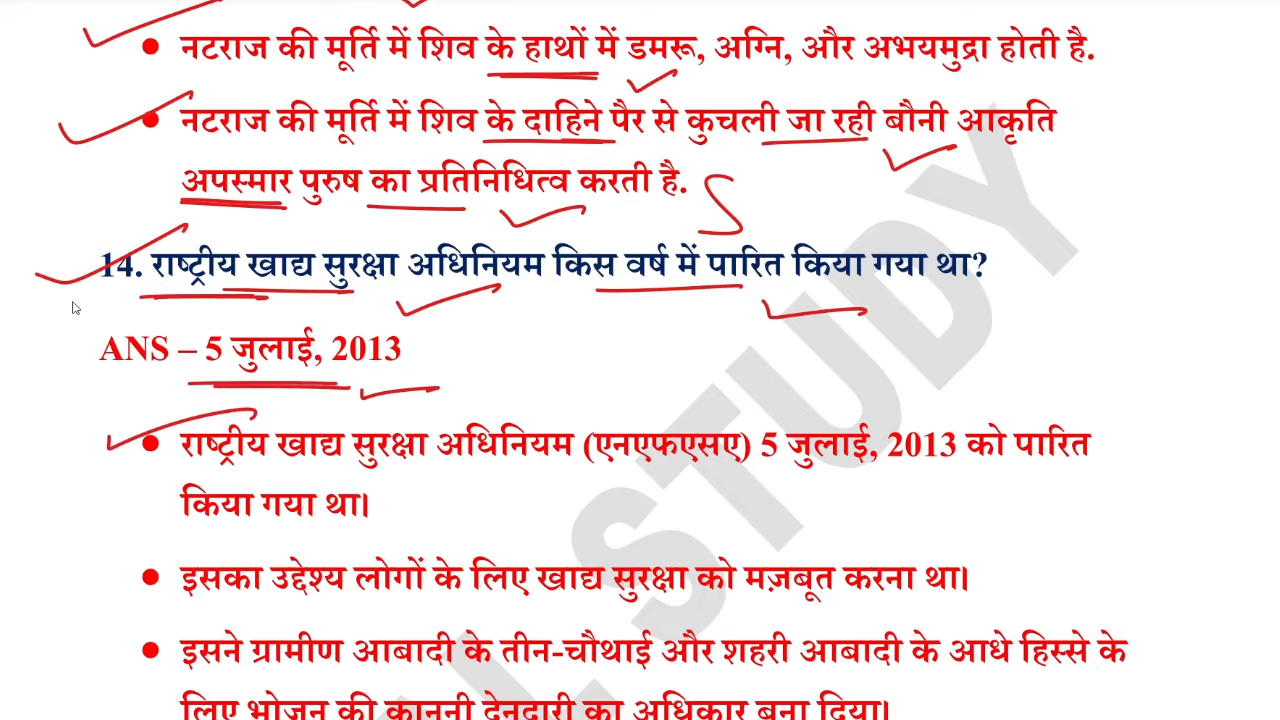 नटराज की मूर्ति में शिव के हाथों में डमरू, अग्नि, और अभयमुद्रा होती है.
नटराज की मूर्ति में शिव के दाहिने पैर से कुचली जा रही बौनी आकृति
अपस्मार पुरुष का प्रतिनिधित्व करती है.
S
14. राष्ट्रीय खाद्य सुरक्षा अधिनियम किस वर्ष में पारित किया गया था?
ANS – 5 जुलाई, 2013
राष्ट्रीय खाद्य सुरक्षा अधिनियम (एनएफएसए) 5 जुलाई, 2013 को पारित
किया गया था।
इसका उद्देश्य लोगों के लिए खाद्य सुरक्षा को मज़बूत करना था।
इसने ग्रामीण आबादी के तीन-चौथाई और शहरी आबादी के आधे हिस्से के
लिए भोजन की कानूनी देनदारी का अधिकार बना दिया।
STUDY